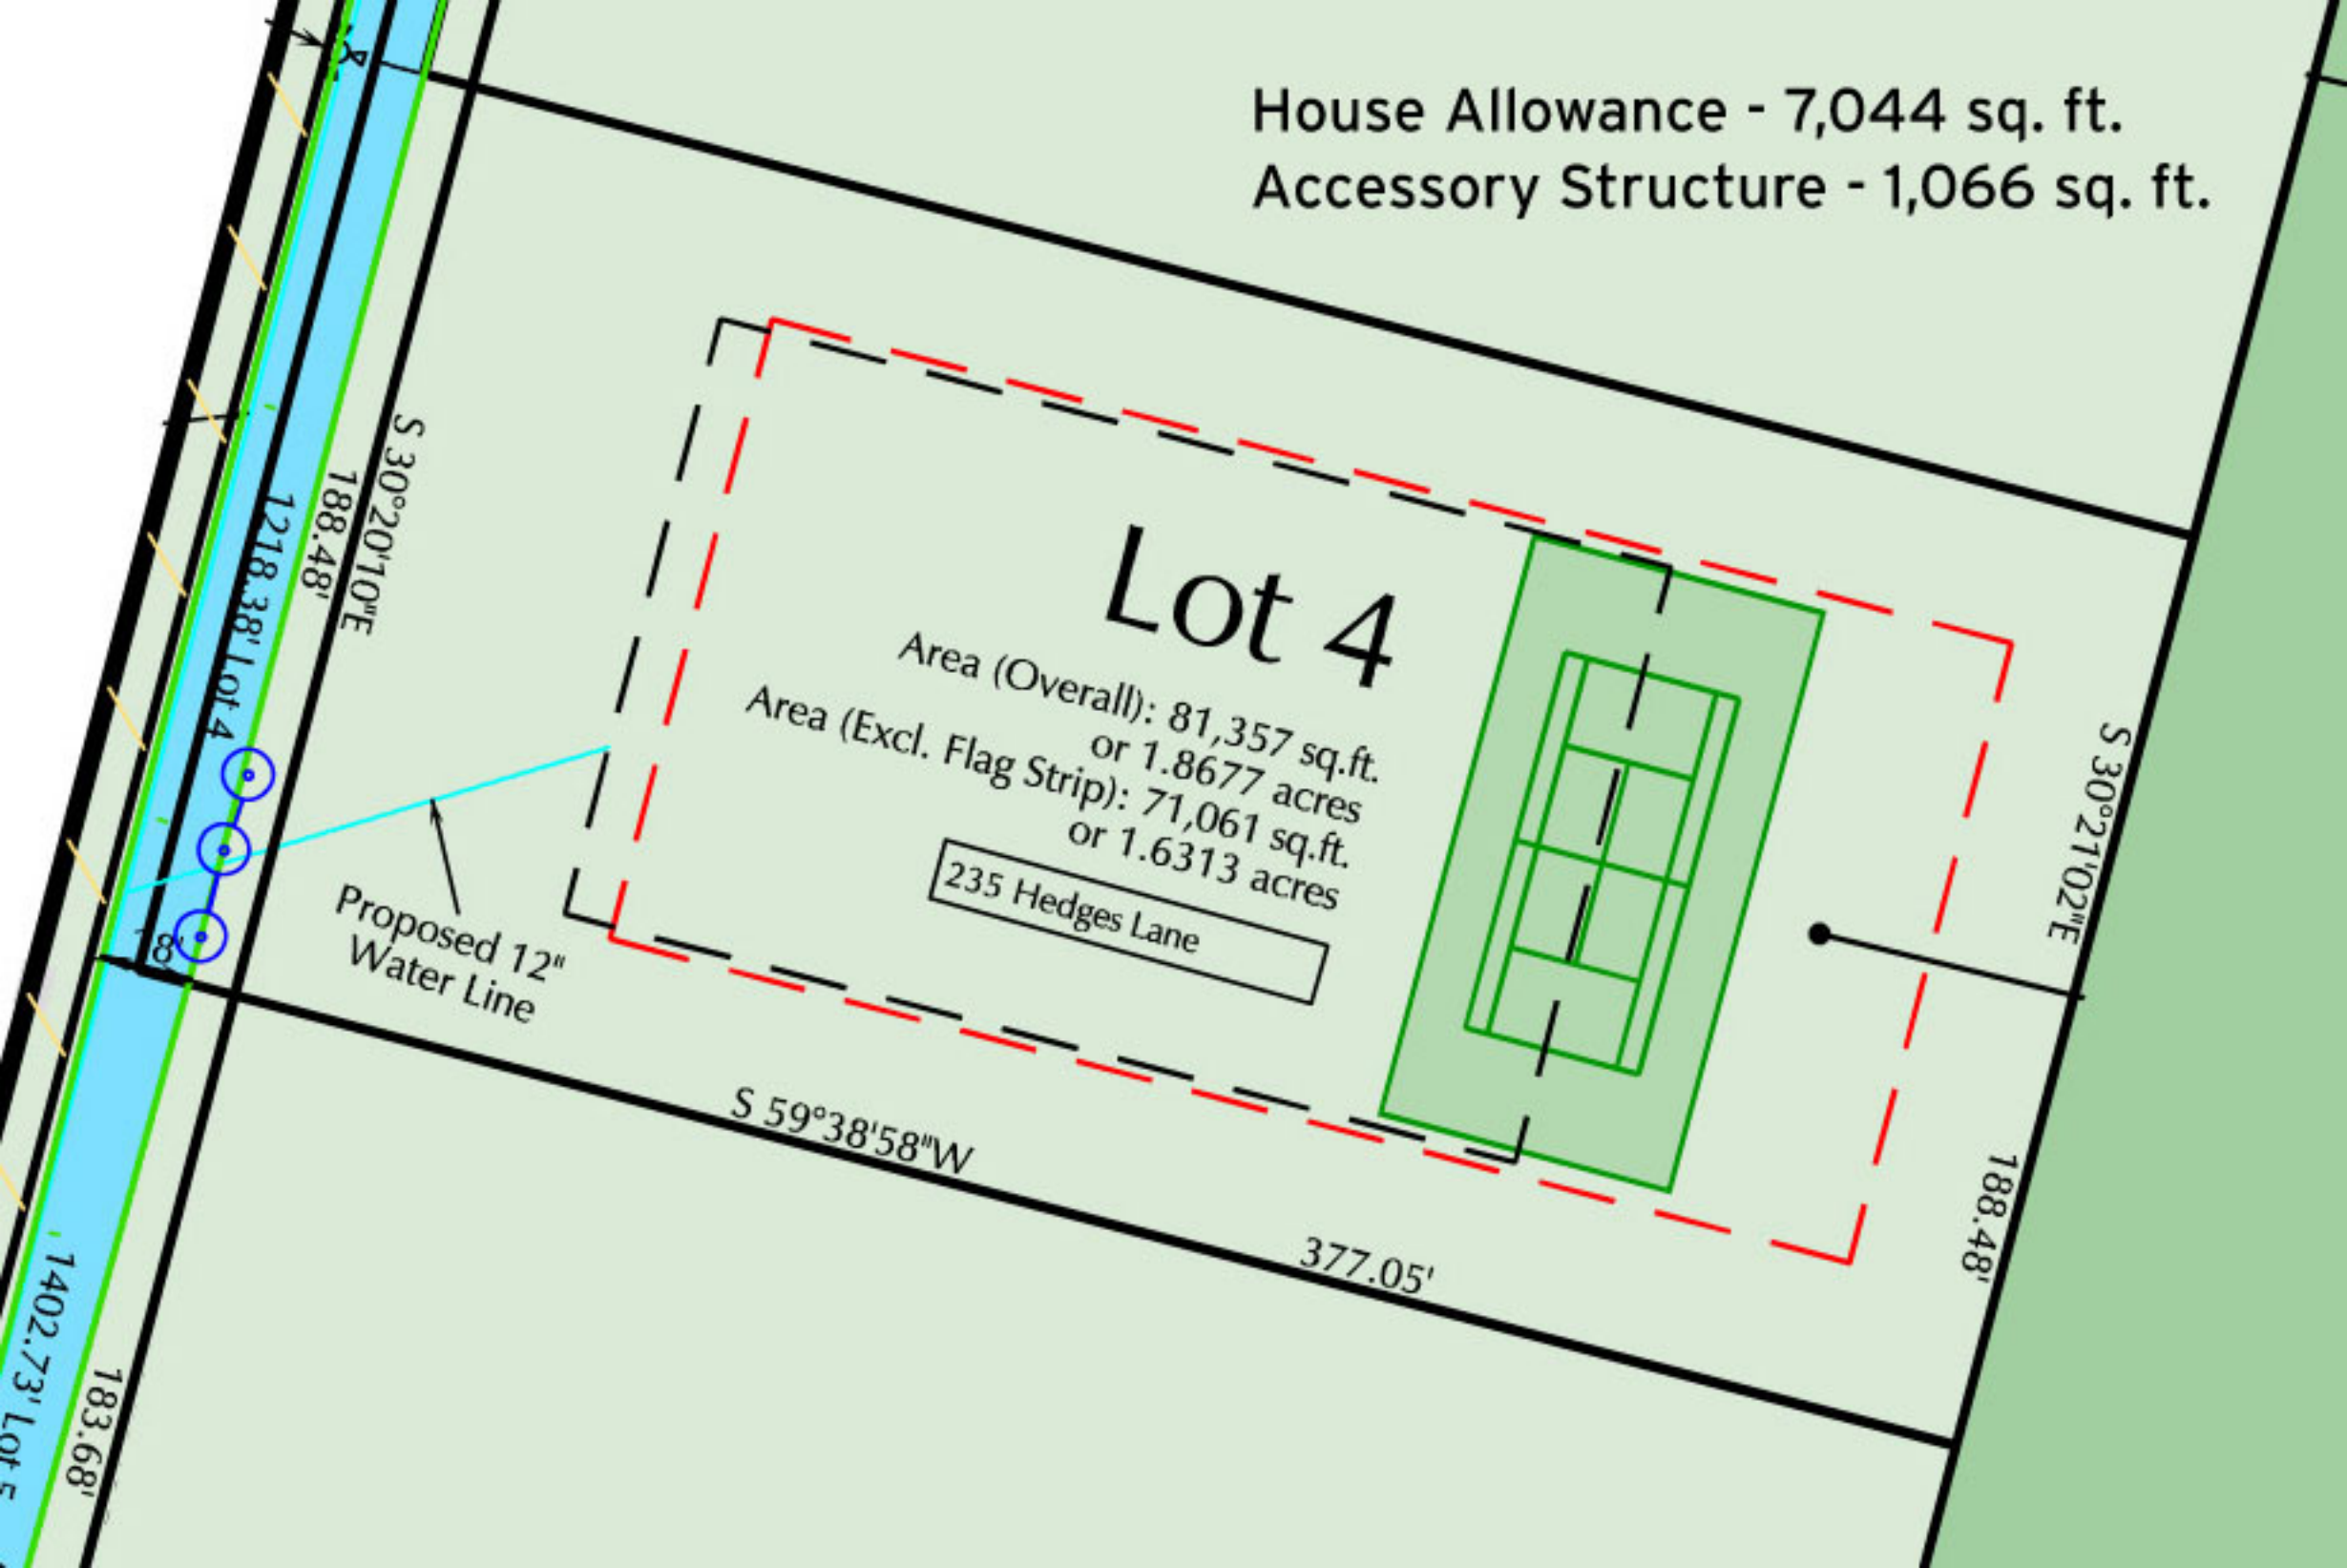 House Allowance - 7,044 sq. ft.
Accessory Structure - 1,066 sq. ft.
S 30°20'10"E
188.48'
1218.38' Lot 4
Lot 4
Area (Overall): 81,357 sq.ft.
or 1.8677 acres
Area (Excl. Flag Strip): 71,061 sq.ft.
or 1.6313 acres
235 Hedges Lane
S 30°21'02"E
188.48'
18'
Proposed 12"
Water Line
S 59°38'58"W
377.05'
1402.73' Lot 5
183.68'